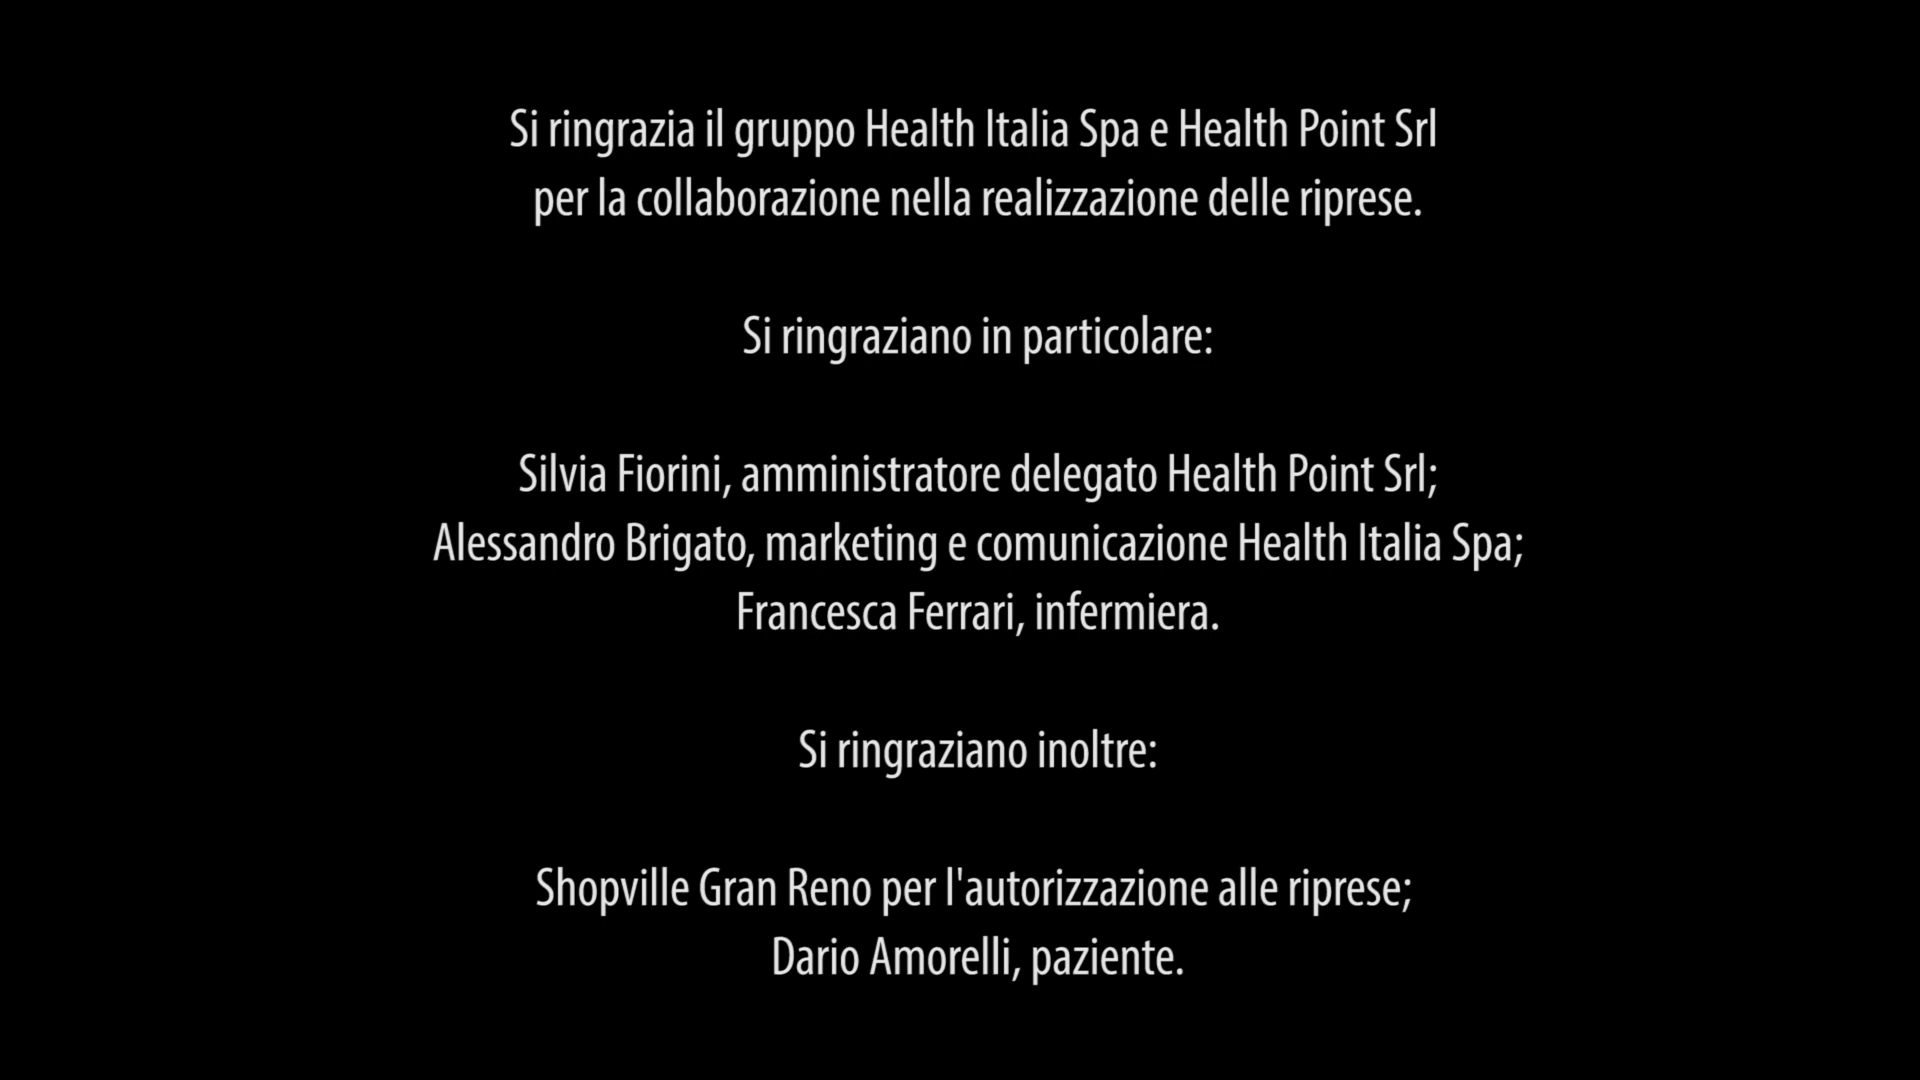 Si ringrazia il gruppo Health Italia Spa e Health Point Srl
per la collaborazione nella realizzazione delle riprese.
Si ringraziano in particolare:
Silvia Fiorini, amministratore delegato Health Point Srl;
Alessandro Brigato, marketing e comunicazione Health Italia Spa;
Francesca Ferrari, infermiera.
Si ringraziano inoltre:
Shopville Gran Reno per l'autorizzazione alle riprese;
Dario Amorelli, paziente.